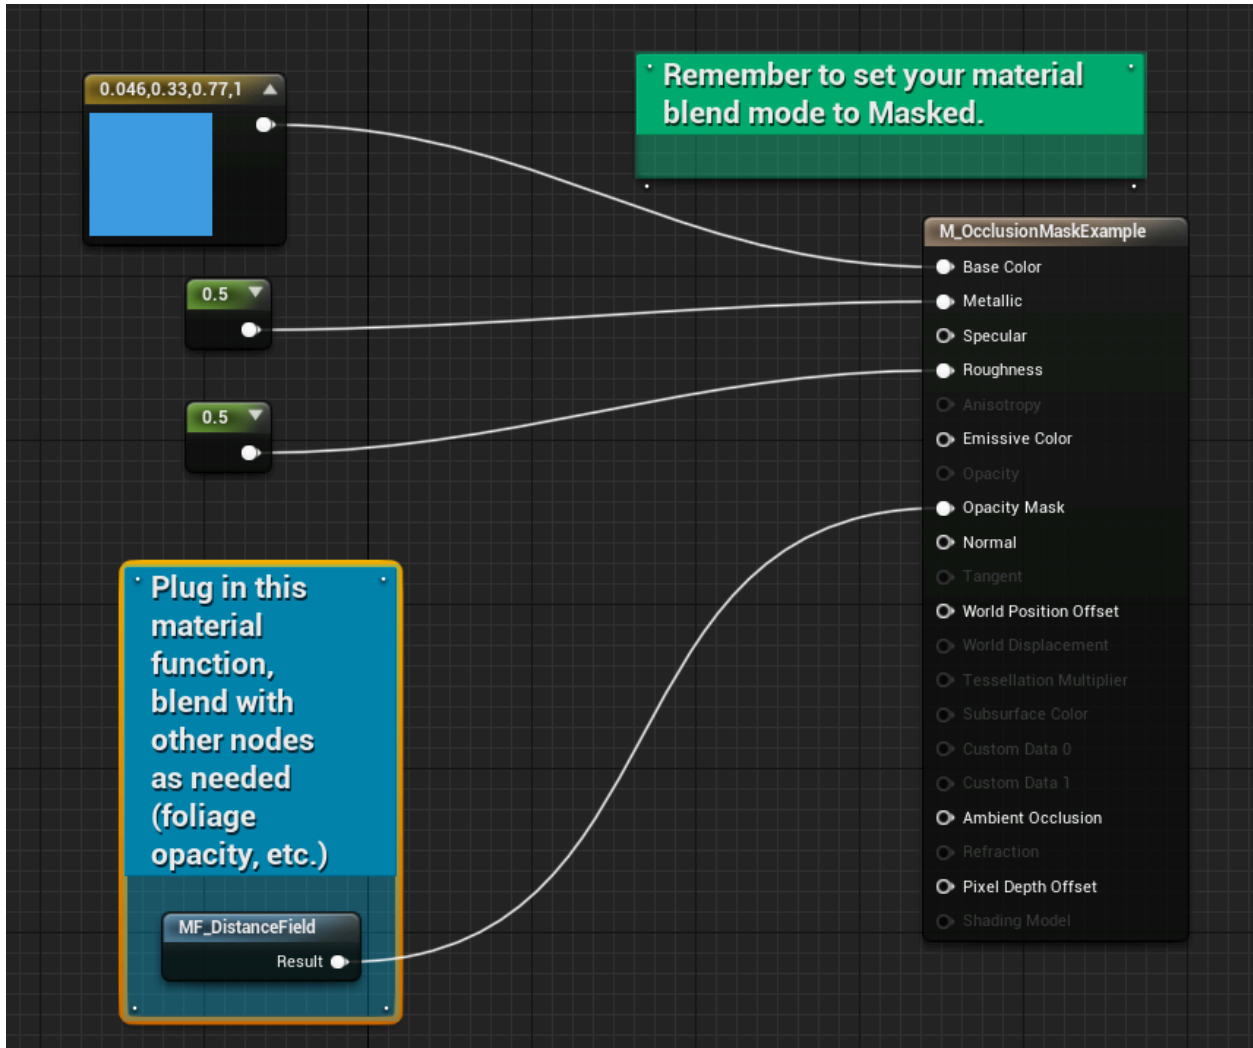 0.046,0.33,0.77,1
Remember to set your material
blend mode to Masked.
M_OcclusionMaskExample
Base Color
0.5
Metallic
Specular
Roughness
Anisotropy
0.5
Emissive Color
Opacity
Opacity Mask
Normal
Tangent
World Position Offset
World Displacement
Tessellation Multiplier
Subsurface Color
Custom Data 0
Custom Data 1
Ambient Occlusion
Refraction
Pixel Depth Offset
Shading Model
Plug in this
material
function,
blend with
other nodes
as needed
(foliage
opacity, etc.)
MF_DistanceField
Result